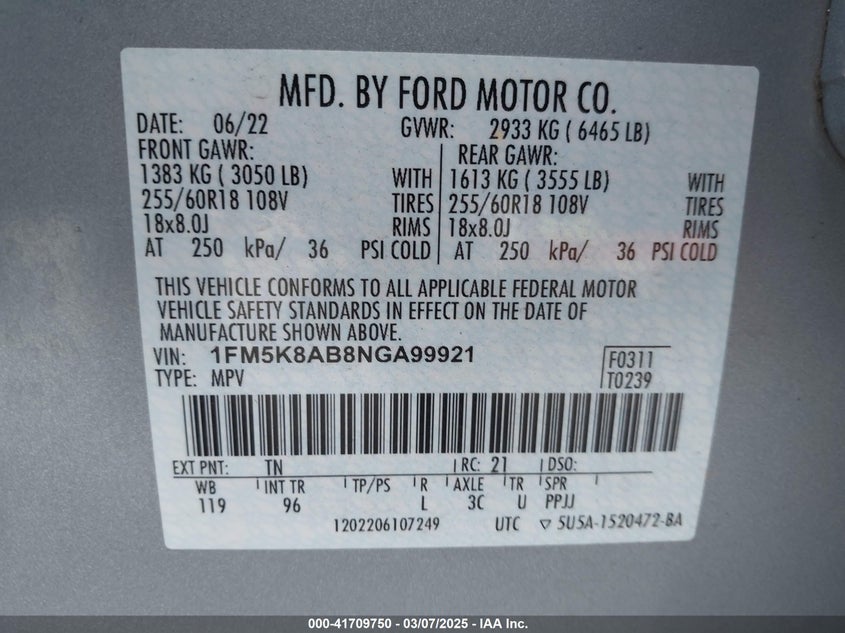 MFD. BY FORD MOTOR CO.
DATE: 06/22 GVWR: 2933 KG ( 6465 LB)
FRONT GAWR: REAR GAWR:
1383 KG ( 3050 LB) WITH 1613 KG ( 3555 LB) WITH
255/60R18 108V TIRES 255/60R18 108V TIRES
18x8.0J RIMS 18x8.0J RIMS
AT 250 kPa/ 36 PSI COLD AT 250 kPa/ 36 PSI COLD
THIS VEHICLE CONFORMS TO ALL APPLICABLE FEDERAL MOTOR
VEHICLE SAFETY STANDARDS IN EFFECT ON THE DATE OF
MANUFACTURE SHOWN ABOVE.
VIN: 1FM5K8AB8NGA99921 F0311
TYPE: MPV T0239
EXT PNT: TN RC: 21 DSO:
WB INT TR TP/PS R AXLE TR SPR
119 96 L 3C U PPJJ
1202206107249 UTC ▽ 5U5A-1520472-BA
000-41709750 - 03/07/2025 - IAA Inc.